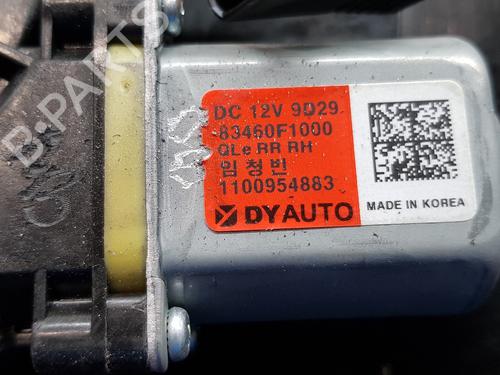 DC 12V 9D29
83460F1000
QLe RR RH
임 청 빈
1100954883
DYAUTO
MADE IN KOREA
B-PARTS